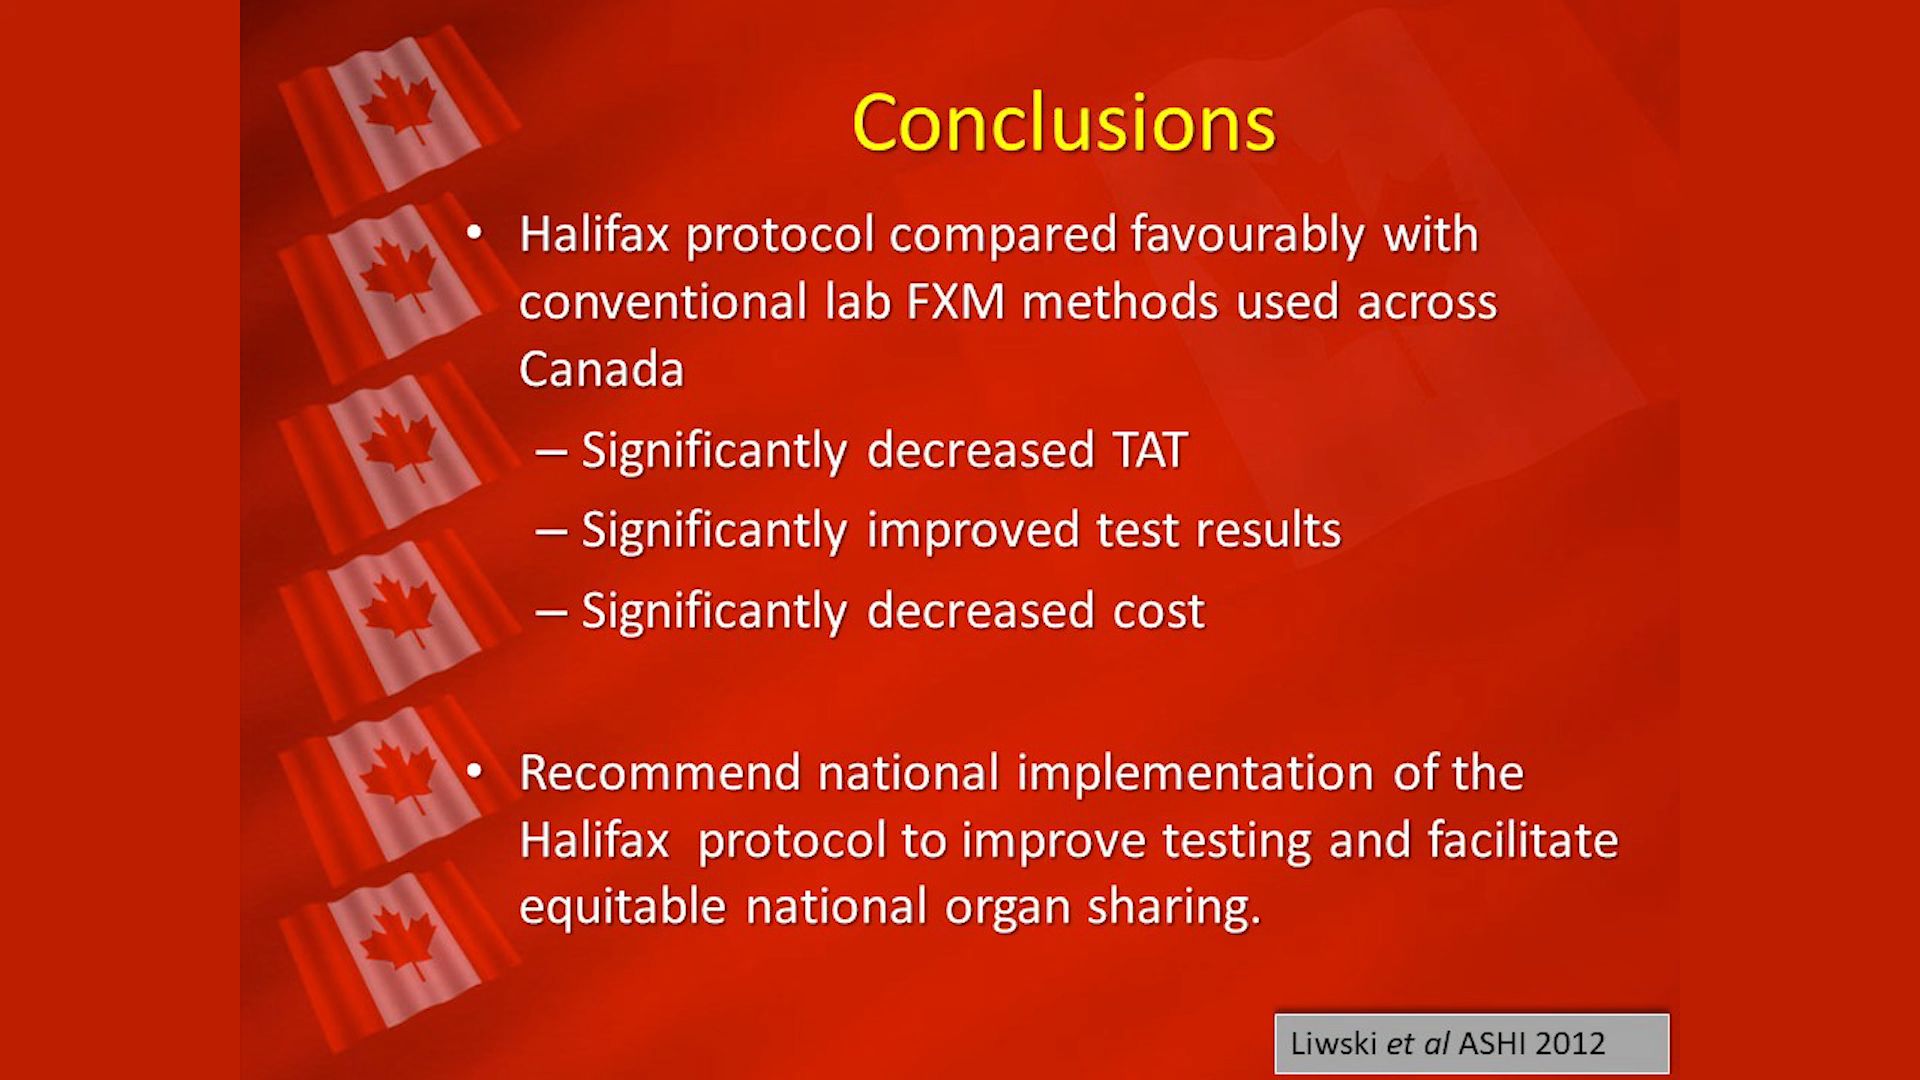 Conclusions
• Halifax protocol compared favourably with
conventional lab FXM methods used across
Canada
– Significantly decreased TAT
– Significantly improved test results
– Significantly decreased cost
• Recommend national implementation of the
Halifax protocol to improve testing and facilitate
equitable national organ sharing.
Liwski et al ASHI 2012